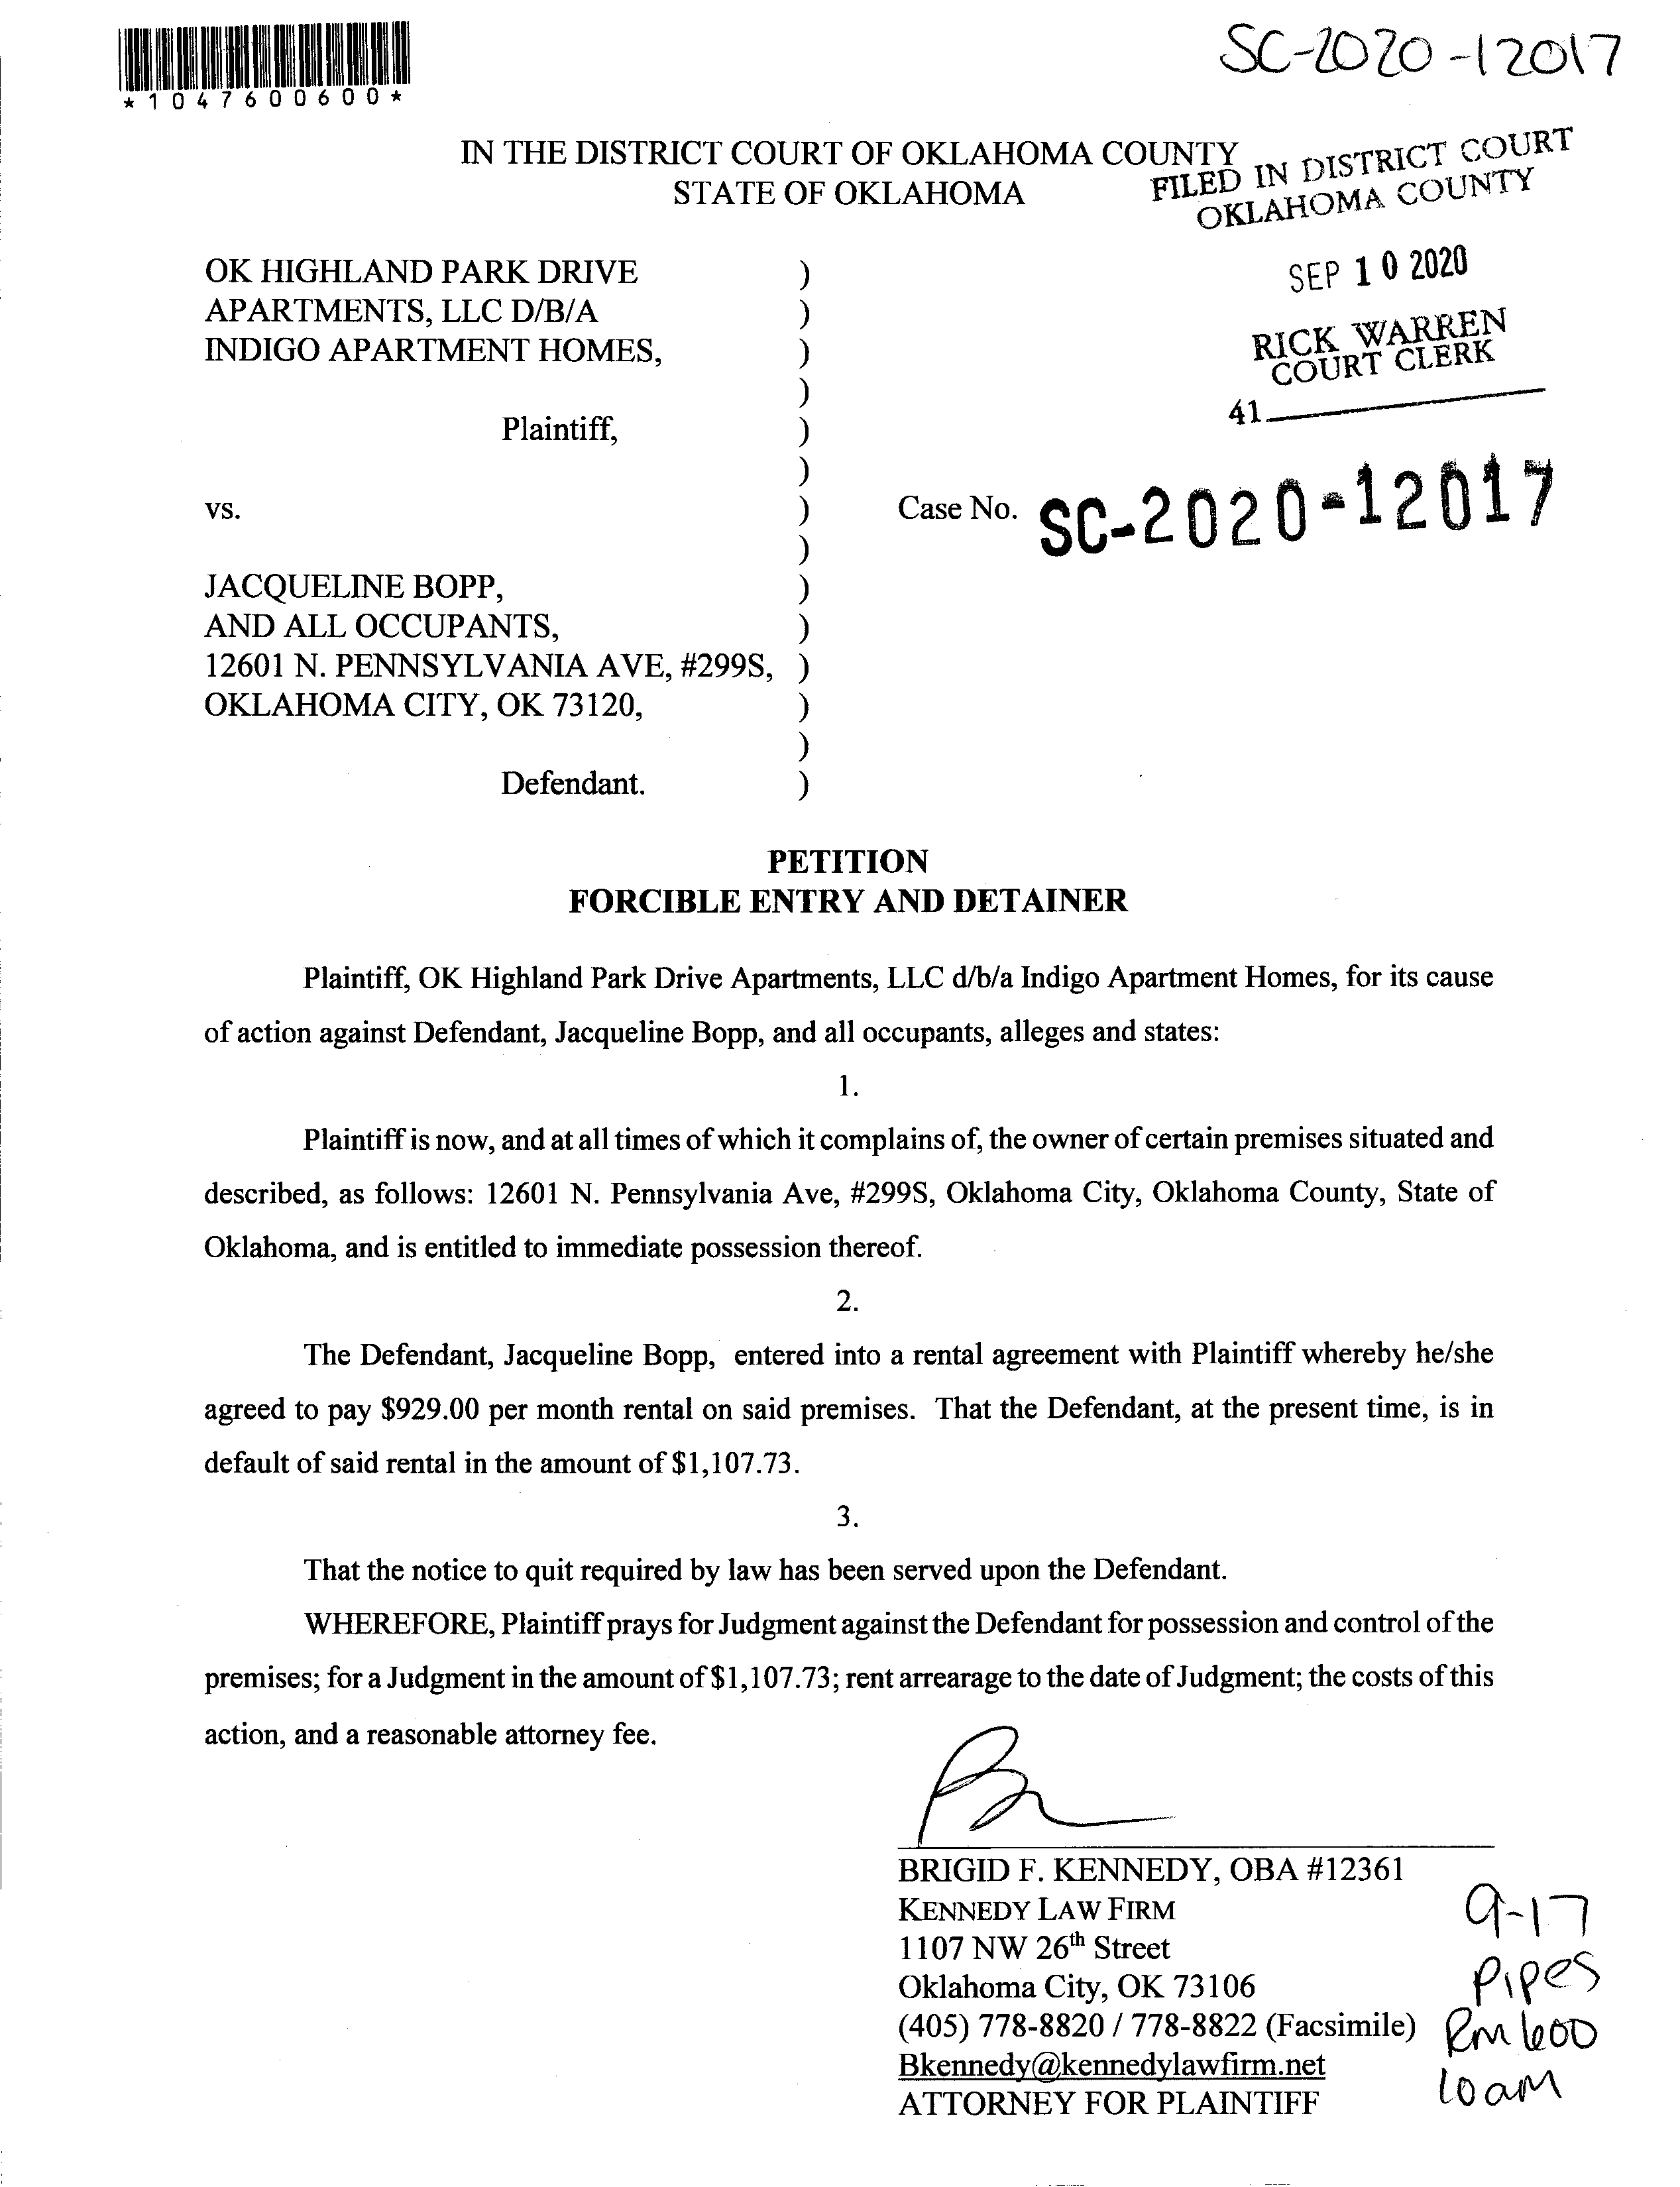 *1047600600*
SC-2020-12017
IN THE DISTRICT COURT OF OKLAHOMA COUNTY
STATE OF OKLAHOMA
FILED IN DISTRICT COURT
OKLAHOMA COUNTY
SEP 10 2020
RICK WARREN
COURT CLERK
41
OK HIGHLAND PARK DRIVE )
APARTMENTS, LLC D/B/A )
INDIGO APARTMENT HOMES, )
)
Plaintiff, )
)
vs. ) Case No. SC-2020-12017
)
JACQUELINE BOPP, )
AND ALL OCCUPANTS, )
12601 N. PENNSYLVANIA AVE, #299S, )
OKLAHOMA CITY, OK 73120, )
)
Defendant. )
PETITION
FORCIBLE ENTRY AND DETAINER
Plaintiff, OK Highland Park Drive Apartments, LLC d/b/a Indigo Apartment Homes, for its cause
of action against Defendant, Jacqueline Bopp, and all occupants, alleges and states:
1.
Plaintiff is now, and at all times of which it complains of, the owner of certain premises situated and
described, as follows: 12601 N. Pennsylvania Ave, #299S, Oklahoma City, Oklahoma County, State of
Oklahoma, and is entitled to immediate possession thereof.
2.
The Defendant, Jacqueline Bopp, entered into a rental agreement with Plaintiff whereby he/she
agreed to pay $929.00 per month rental on said premises. That the Defendant, at the present time, is in
default of said rental in the amount of $1,107.73.
3.
That the notice to quit required by law has been served upon the Defendant.
WHEREFORE, Plaintiff prays for Judgment against the Defendant for possession and control of the
premises; for a Judgment in the amount of $1,107.73; rent arrearage to the date of Judgment; the costs of this
action, and a reasonable attorney fee.
BRIGID F. KENNEDY, OBA #12361
KENNEDY LAW FIRM
1107 NW 26th Street
Oklahoma City, OK 73106
(405) 778-8820 / 778-8822 (Facsimile)
Bkennedy@kennedylawfirm.net
ATTORNEY FOR PLAINTIFF
9-17
Pipes
Rm 600
10am